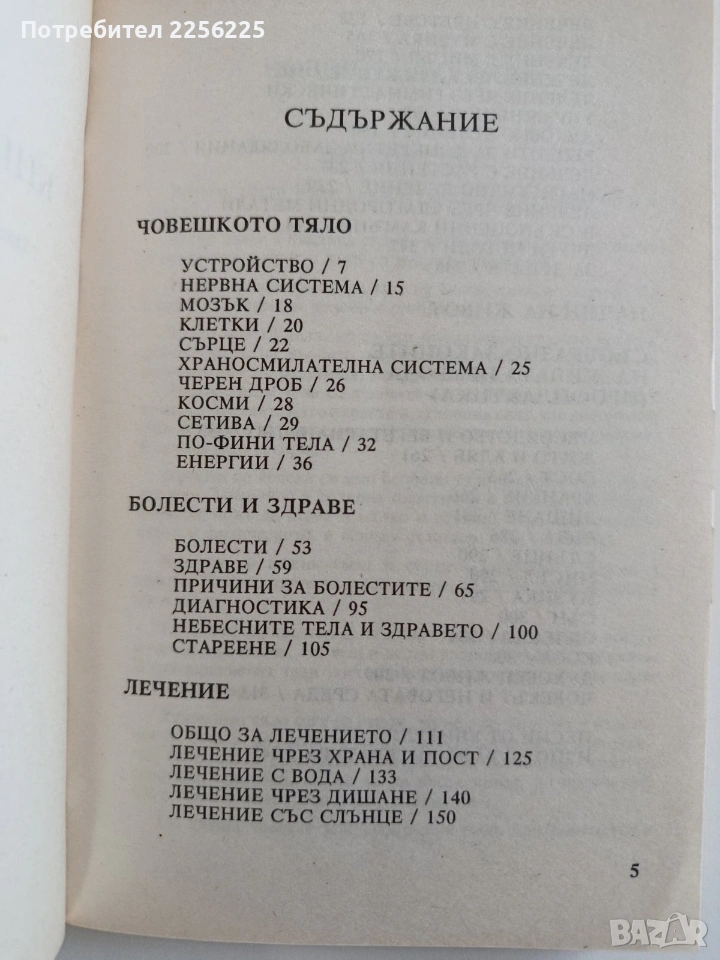 Потребител 2256225
СЪДЪРЖАНИЕ
ЧОВЕШКОТО ТЯЛО
УСТРОЙСТВО / 7
НЕРВНА СИСТЕМА / 15
МОЗЪК / 18
КЛЕТКИ / 20
СЪРЦЕ / 22
ХРАНОСМИЛАТЕЛНА СИСТЕМА / 25
ЧЕРЕН ДРОБ / 26
КОСМИ / 28
СЕТИВА / 29
ПО-ФИНИ ТЕЛА / 32
ЕНЕРГИИ / 36
БОЛЕСТИ И ЗДРАВЕ
БОЛЕСТИ / 53
ЗДРАВЕ / 59
ПРИЧИНИ ЗА БОЛЕСТИТЕ / 65
ДИАГНОСТИКА / 95
НЕБЕСНИТЕ ТЕЛА И ЗДРАВЕТО / 100
СТАРЕЕНЕ / 105
ЛЕЧЕНИЕ
ОБЩО ЗА ЛЕЧЕНИЕТО / 111
ЛЕЧЕНИЕ ЧРЕЗ ХРАНА И ПОСТ / 125
ЛЕЧЕНИЕ С ВОДА / 133
ЛЕЧЕНИЕ ЧРЕЗ ДИШАНЕ / 140
ЛЕЧЕНИЕ СЪС СЛЪНЦЕ / 150
5
BAZAR